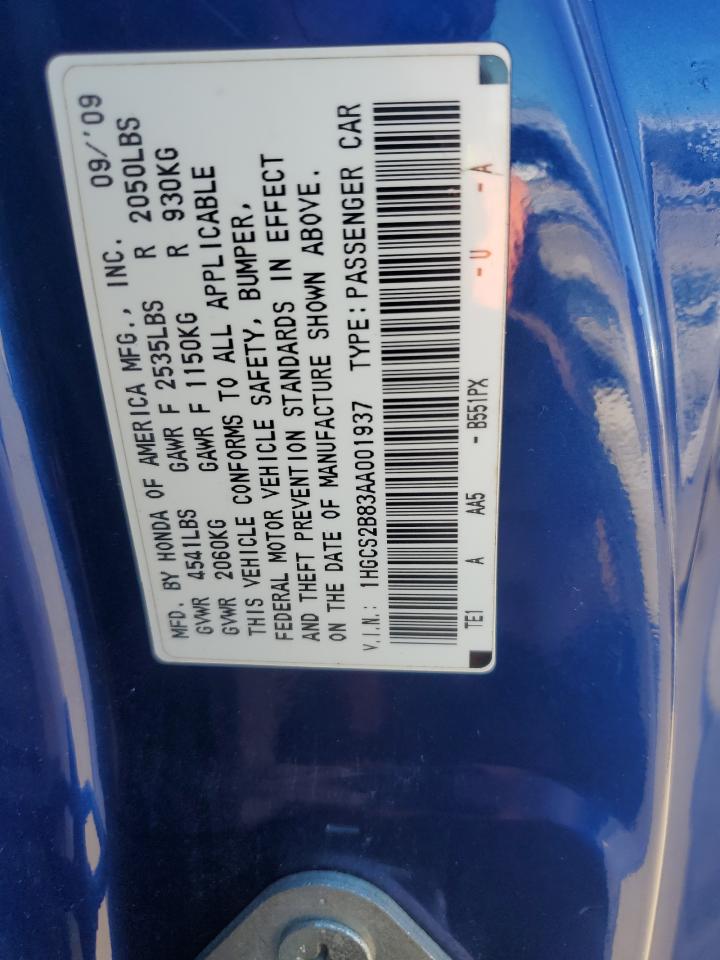 MFD. BY HONDA OF AMERICA MFG., INC. 09/'09
GVWR 4541LBS GAWR F 2535LBS R 2050LBS
GVWR 2060KG GAWR F 1150KG R 930KG
THIS VEHICLE CONFORMS TO ALL APPLICABLE
FEDERAL MOTOR VEHICLE SAFETY, BUMPER,
AND THEFT PREVENTION STANDARDS IN EFFECT
ON THE DATE OF MANUFACTURE SHOWN ABOVE.
V.I.N.: 1HGCS2B83AA001937 TYPE: PASSENGER CAR
TE1 A AA5 - B551PX - U - A